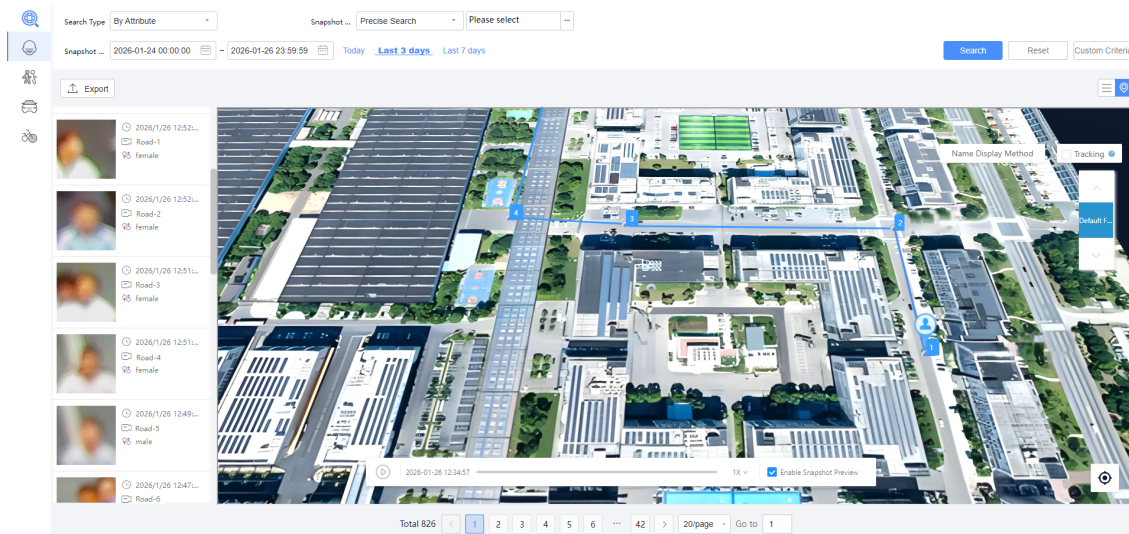 Search Type By Attribute Snapshot ... Precise Search Please select ...
Snapshot ... 2026-01-24 00:00:00 ~ 2026-01-26 23:59:59 Today Last 3 days Last 7 days Search Reset Custom Criteria
Export
2026/1/26 12:52:...
Road-1
female
2026/1/26 12:52:...
Road-2
female
2026/1/26 12:51:...
Road-3
female
2026/1/26 12:51:...
Road-4
female
2026/1/26 12:49:...
Road-5
male
2026/1/26 12:47:...
Road-6
Name Display Method Tracking
Default F...
4 3 2
1
2026-01-26 12:34:57 1X Enable Snapshot Preview
Total 826 < 1 2 3 4 5 6 ... 42 > 20/page Go to 1